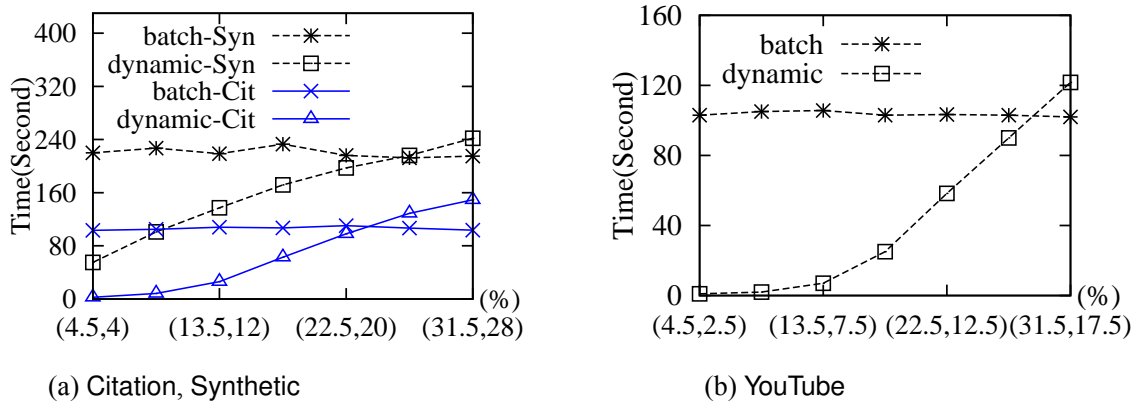 400
320
240
160
80
0
Time(Second)
batch-Syn
dynamic-Syn
batch-Cit
dynamic-Cit
(4.5,4) (13.5,12) (22.5,20) (31.5,28)
(%)
(a) Citation, Synthetic
160
120
80
40
0
Time(Second)
batch
dynamic
(4.5,2.5) (13.5,7.5) (22.5,12.5) (31.5,17.5)
(%)
(b) YouTube